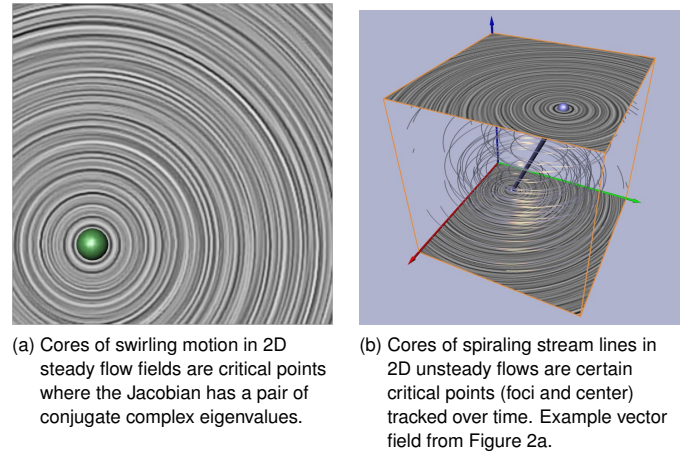 (a) Cores of swirling motion in 2D
steady flow fields are critical points
where the Jacobian has a pair of
conjugate complex eigenvalues.
(b) Cores of spiraling stream lines in
2D unsteady flows are certain
critical points (foci and center)
tracked over time. Example vector
field from Figure 2a.